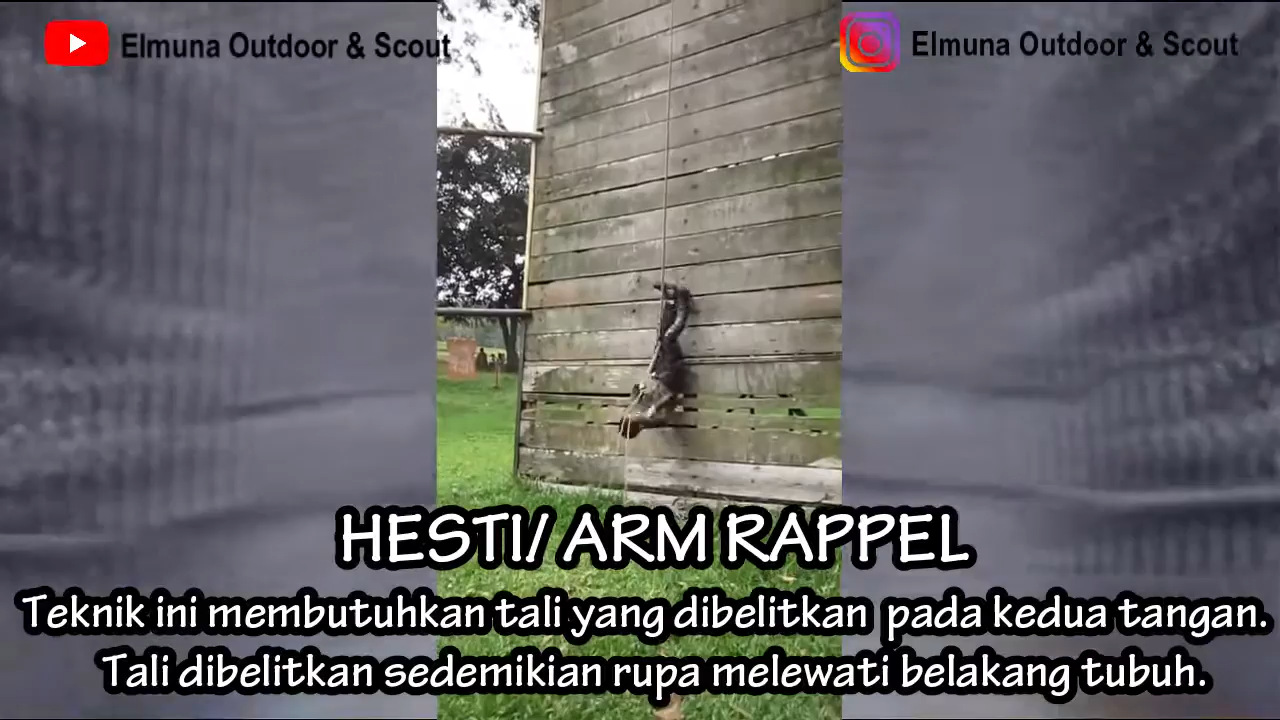 Elmuna Outdoor & Scout
Elmuna Outdoor & Scout
HESTI/ ARM RAPPEL
Teknik ini membutuhkan tali yang dibelitkan pada kedua tangan.
Tali dibelitkan sedemikian rupa melewati belakang tubuh.